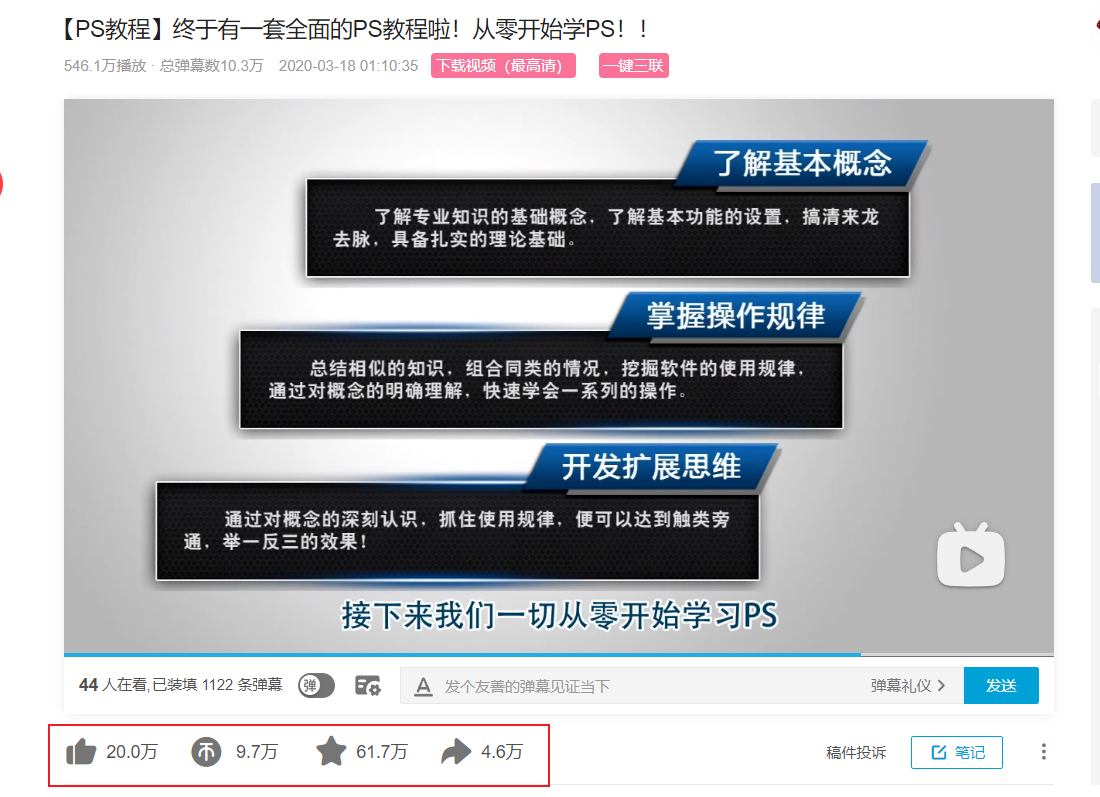 【PS教程】终于有一套全面的PS教程啦！从零开始学PS！！
546.1万播放 · 总弹幕数10.3万 2020-03-18 01:10:35 下载视频（最高请） 一键三联
了解基本概念
了解专业知识的基础概念，了解基本功能的设置，搞清来龙
去脉，具备扎实的理论基础。
掌握操作规律
总结相似的知识，组合同类的情况，挖掘软件的使用规律，
通过对概念的明确理解，快速学会一系列的操作。
开发扩展思维
通过对概念的深刻认识，抓住使用规律，便可以达到触类旁
通，举一反三的效果！
接下来我们一切从零开始学习PS
44 人在看,已装填 1122 条弹幕 弹 A 发个友善的弹幕见证当下 弹幕礼仪 发送
20.0万 币 9.7万 61.7万 4.6万 稿件投诉 笔记